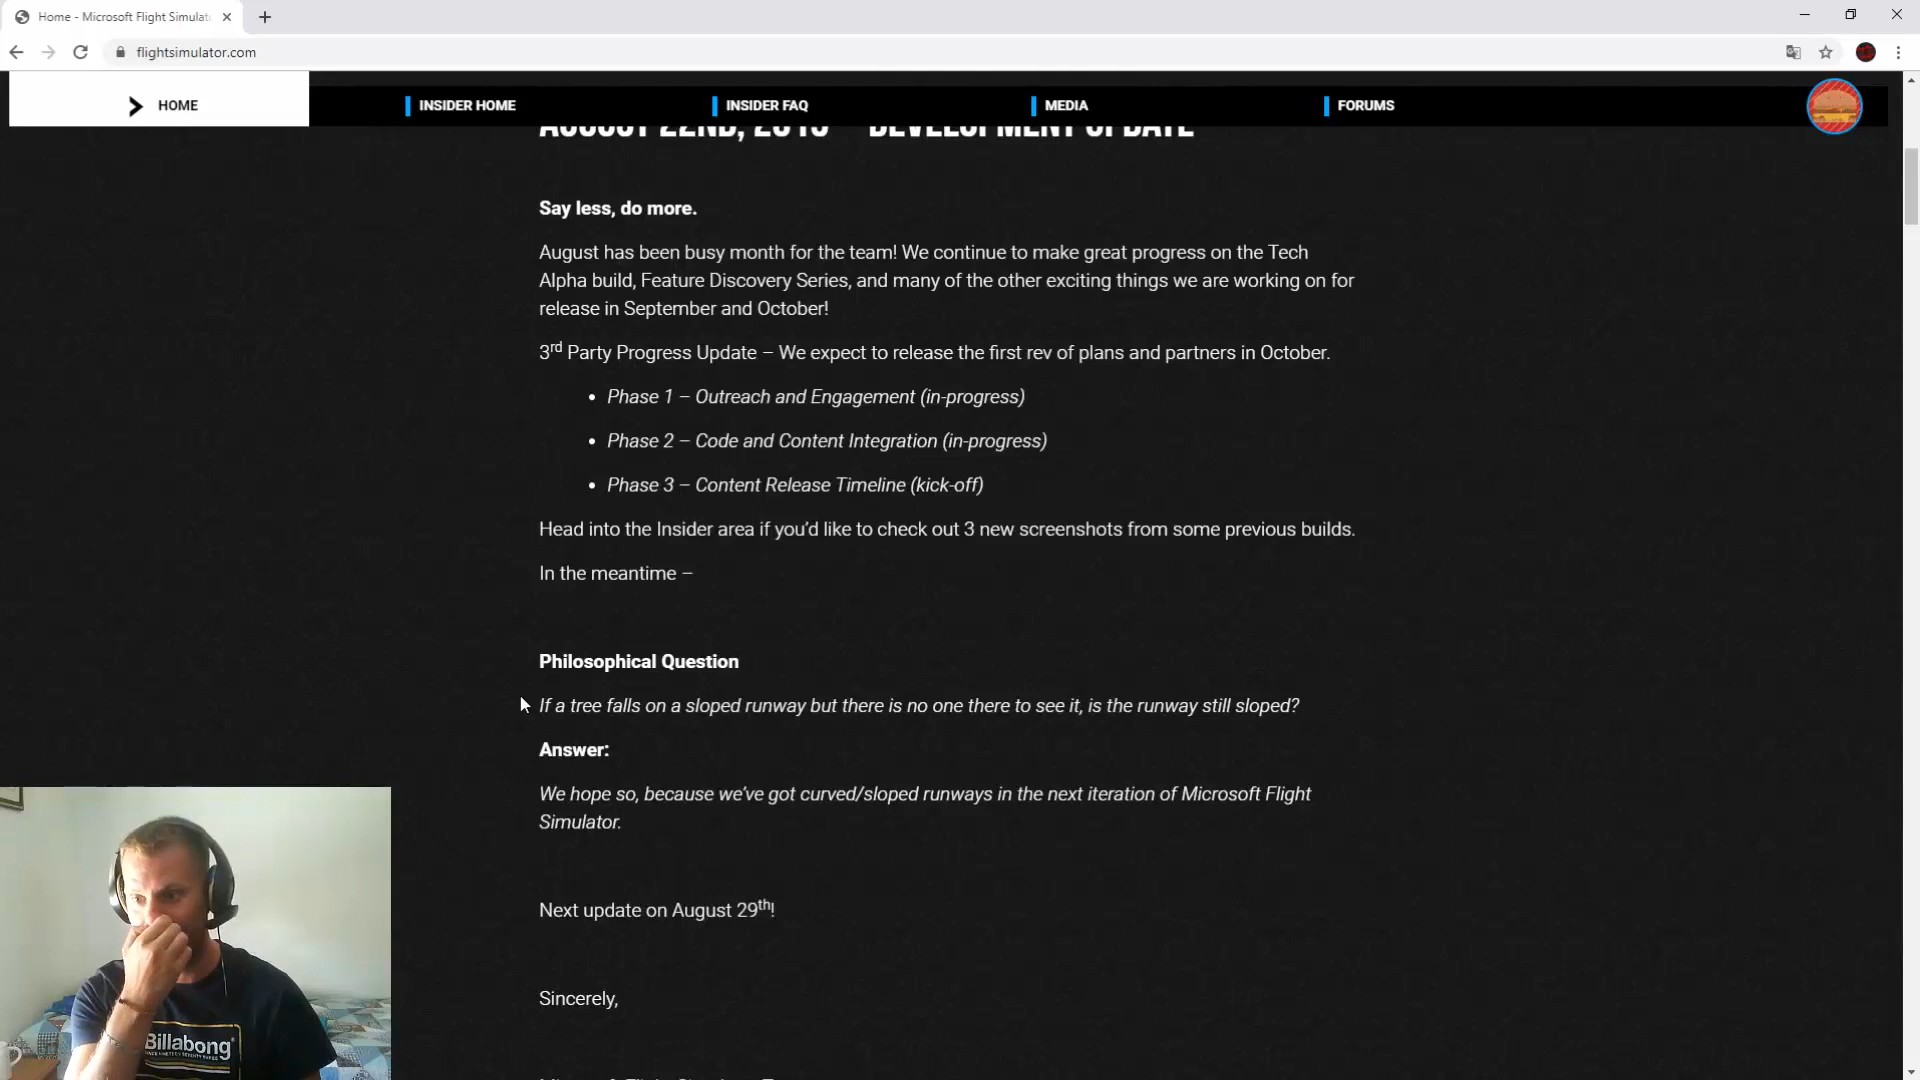 Home - Microsoft Flight Simulat
flightsimulator.com
HOME
INSIDER HOME
INSIDER FAQ
MEDIA
FORUMS
AUGUST 22ND, 2019 – DEVELOPMENT UPDATE
Say less, do more.
August has been busy month for the team! We continue to make great progress on the Tech
Alpha build, Feature Discovery Series, and many of the other exciting things we are working on for
release in September and October!
3rd Party Progress Update – We expect to release the first rev of plans and partners in October.
• Phase 1 – Outreach and Engagement (in-progress)
• Phase 2 – Code and Content Integration (in-progress)
• Phase 3 – Content Release Timeline (kick-off)
Head into the Insider area if you’d like to check out 3 new screenshots from some previous builds.
In the meantime –
Philosophical Question
If a tree falls on a sloped runway but there is no one there to see it, is the runway still sloped?
Answer:
We hope so, because we’ve got curved/sloped runways in the next iteration of Microsoft Flight
Simulator.
Next update on August 29th!
Sincerely,
Billabong